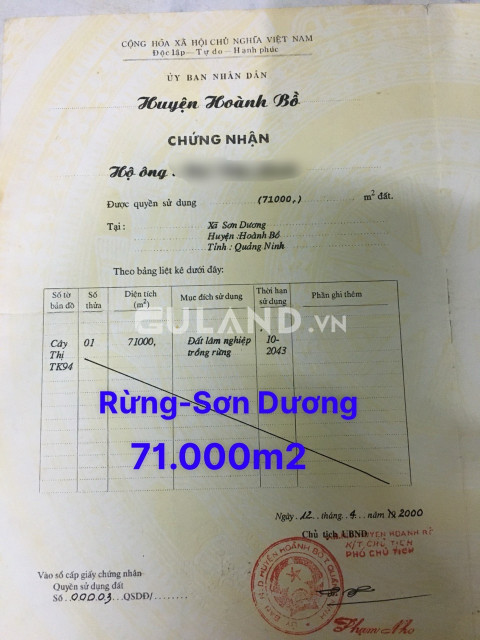 CỘNG HÒA XÃ HỘI CHỦ NGHĨA VIỆT NAM
Độc lập - Tự do - Hạnh phúc
ỦY BAN NHÂN DÂN
Huyện Hoành Bồ
CHỨNG NHẬN
Hộ ông .
Được quyền sử dụng (71000,) m² đất.
Tại : Xã Sơn Dương
Huyện :Hoành Bồ
Tỉnh : Quảng Ninh
Theo bảng liệt kê dưới đây:
Số tờ bản đồ Số thửa Diện tích (m²) Mục đích sử dụng Thời hạn sử dụng Phần ghi thêm
GULAND.VN
Cây 01 71000, Đất lâm nghiệp 10-
Thị trồng rừng 2043
TK94
Rừng-Sơn Dương
71.000m2
Ngày .12. . tháng . 4. . năm 2000
Chủ tịch UBND
K/T CHỦ TỊCH
PHÓ CHỦ TỊCH
Vào sổ cấp giấy chứng nhận
Quyền sử dụng đất
Số .00003. .QSDĐ/
Phạm Nho